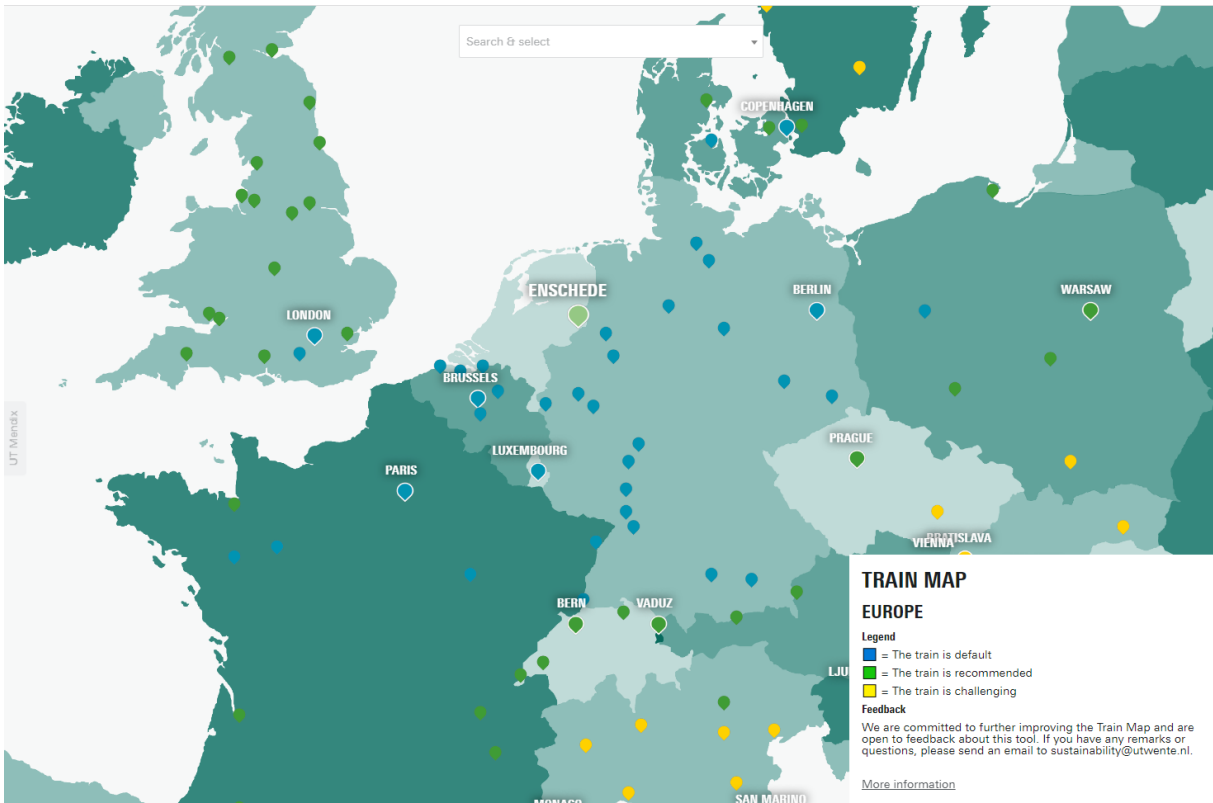 Search & select
COPENHAGEN
ENSCHEDE
BERLIN
WARSAW
LONDON
BRUSSELS
UT Mendix
PRAGUE
LUXEMBOURG
PARIS
BRATISLAVA
VIENNA
BERN
VADUZ
TRAIN MAP
EUROPE
Legend
= The train is default
= The train is recommended
LJU
= The train is challenging
Feedback
We are committed to further improving the Train Map and are
open to feedback about this tool. If you have any remarks or
questions, please send an email to sustainability@utwente.nl.
More information
MONACO
SAN MARINO